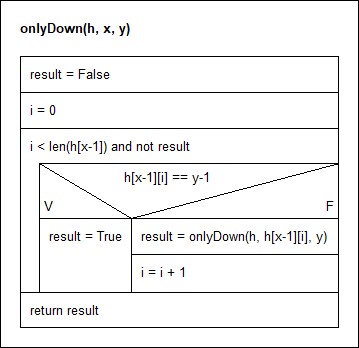 onlyDown(h, x, y)
result = False
i = 0
i < len(h[x-1]) and not result
h[x-1][i] == y-1
V F
result = True result = onlyDown(h, h[x-1][i], y)
i = i + 1
return result